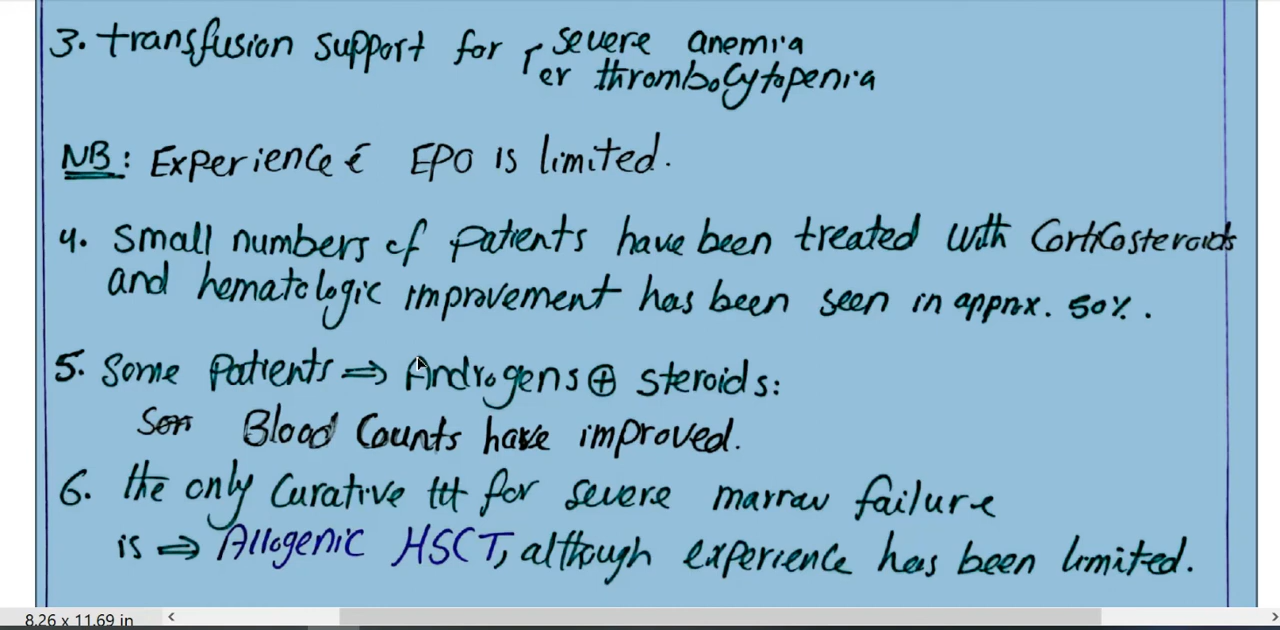 3. transfusion support for severe anemia
er thrombocytopenia
NB: Experience c̄ EPO is limited.
4. Small numbers of patients have been treated with Corticosteroids
and hematologic improvement has been seen in approx. 50%.
5. Some Patients ⇒ Androgens ⊕ steroids:
Blood Counts have improved.
6. the only Curative ttt for severe marrow failure
is ⇒ Allogenic HSCT, although experience has been limited.
8.26 x 11.69 in